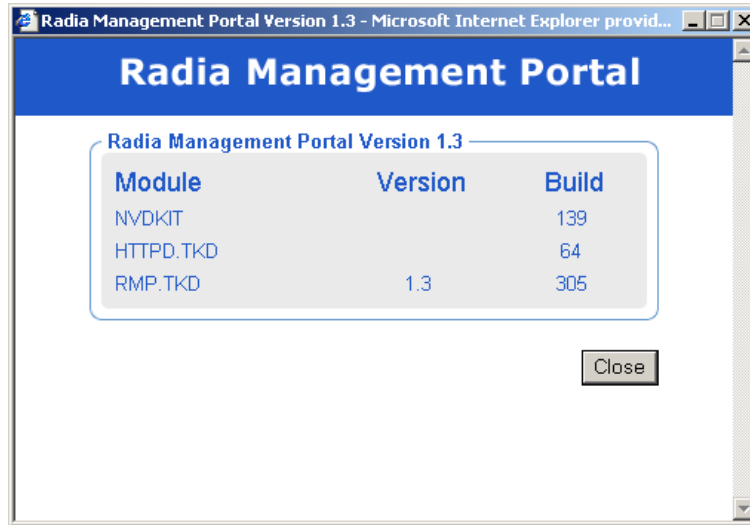 Radia Management Portal Version 1.3 - Microsoft Internet Explorer provid...
Radia Management Portal
Radia Management Portal Version 1.3
Module Version Build
NVDKIT 139
HTTPD.TKD 64
RMP.TKD 1.3 305
Close